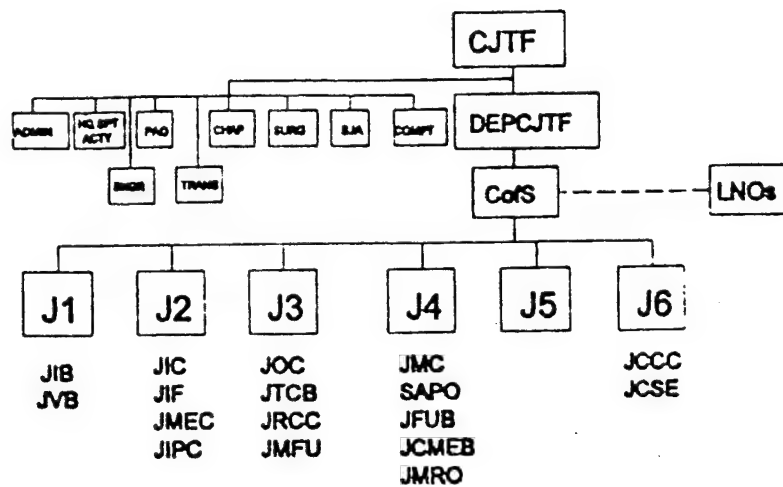 CJTF
ADMIN
HQ SPT
ACTY
PAO
CHAP
SURG
SJA
COMPT
DEPCJTF
TRANS
CofS
LNOs
J1
J2
J3
J4
J5
J6
JIB
JVB
JIC
JIF
JMEC
JIPC
JOC
JTCB
JRCC
JMFU
JMC
SAPO
JFUB
JCMEB
JMRO
JCCC
JCSE